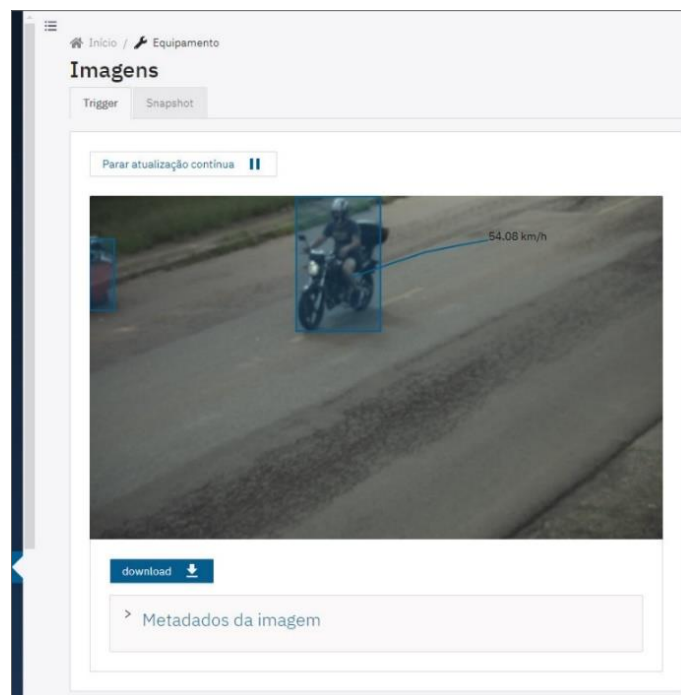 Início / Equipamento
Imagens
Trigger Snapshot
Parar atualização contínua
54.08 km/h
download
Metadados da imagem